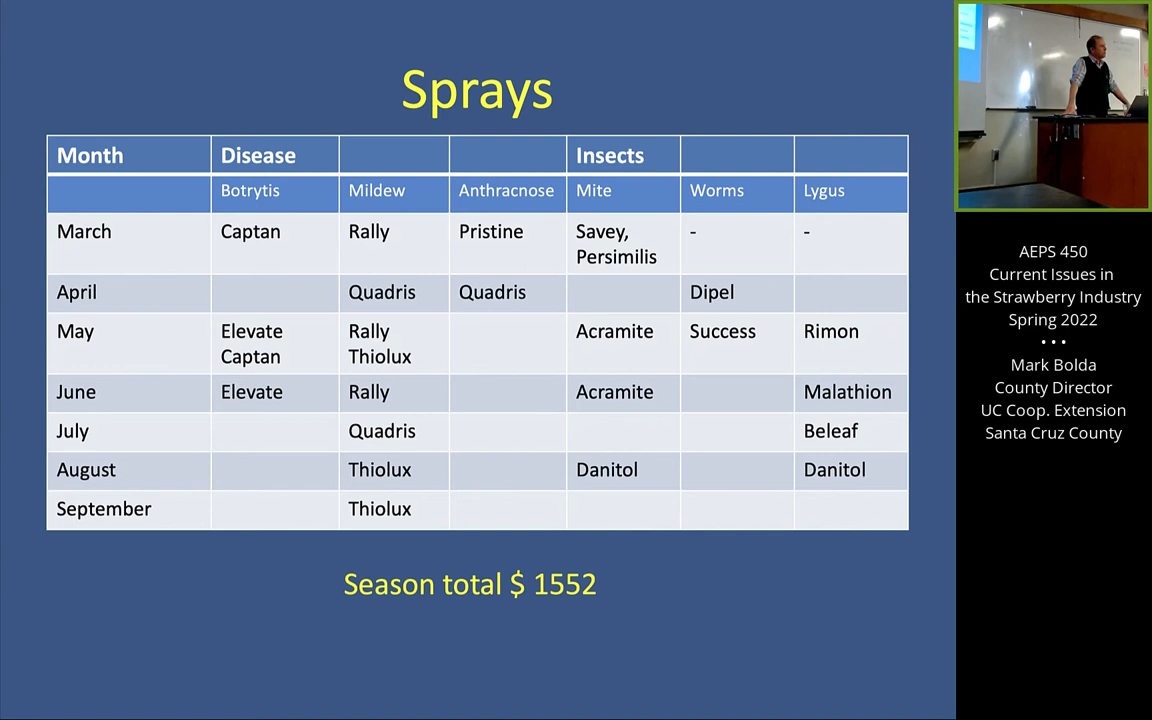 Sprays
Month Disease Insects
Botrytis Mildew Anthracnose Mite Worms Lygus
March Captan Rally Pristine Savey, - -
Persimilis
April Quadris Quadris Dipel
May Elevate Rally Acramite Success Rimon
Captan Thiolux
June Elevate Rally Acramite Malathion
July Quadris Beleaf
August Thiolux Danitol Danitol
September Thiolux
Season total $ 1552
AEPS 450
Current Issues in
the Strawberry Industry
Spring 2022
• • •
Mark Bolda
County Director
UC Coop. Extension
Santa Cruz County